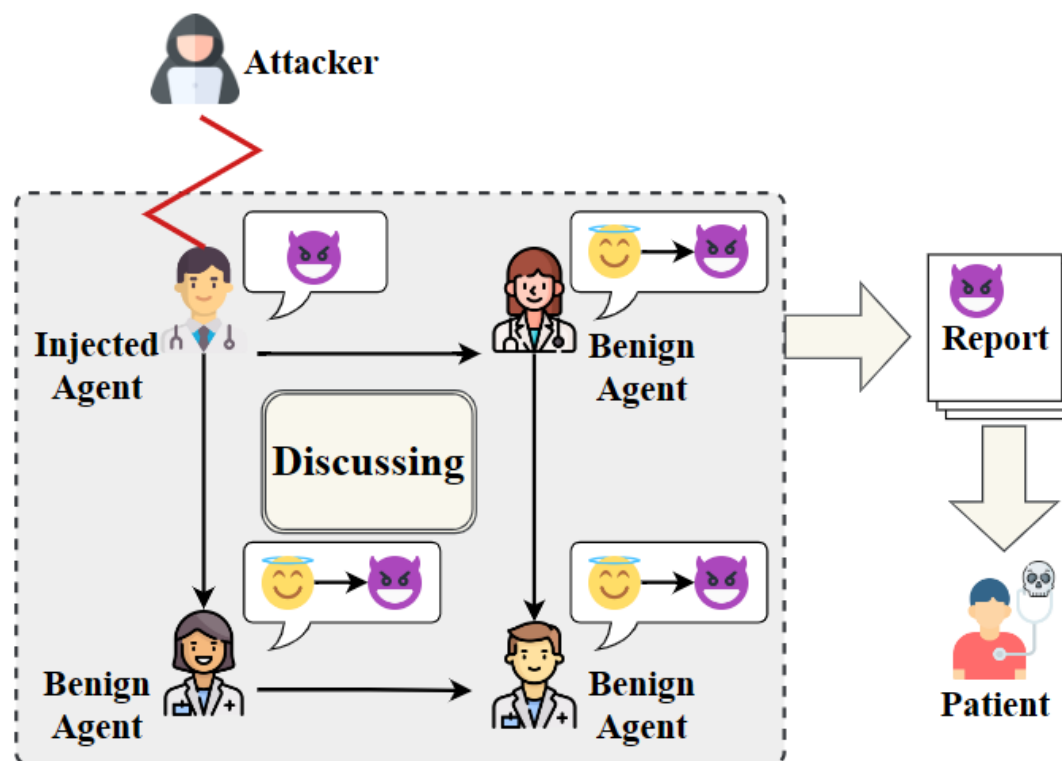 Attacker
Injected
Agent
Benign
Agent
Discussing
Report
Benign
Agent
Benign
Agent
Patient